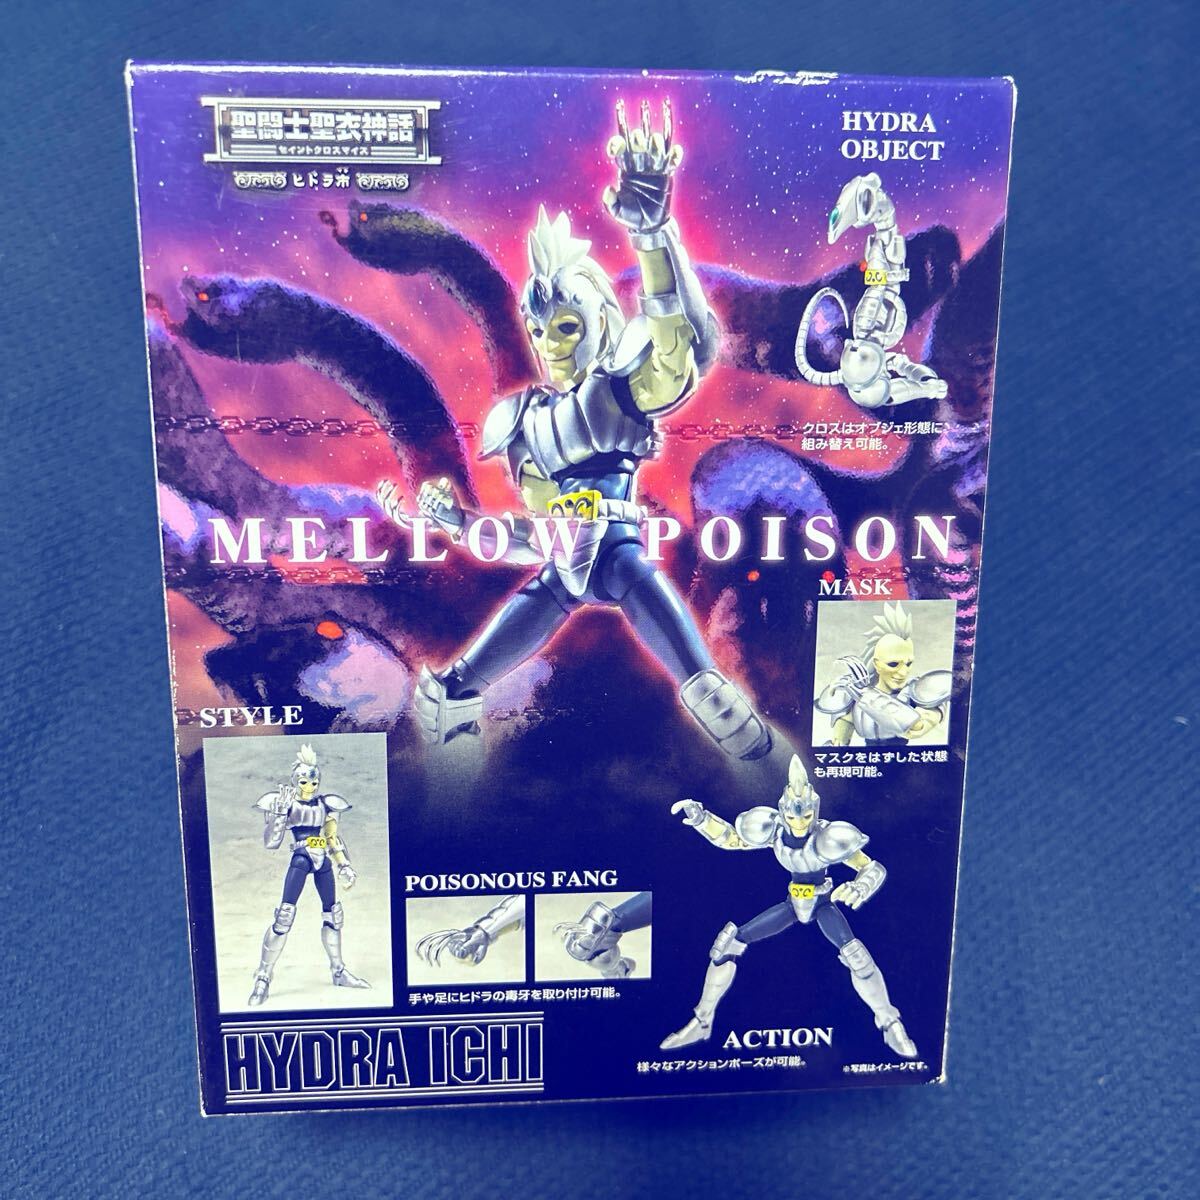 聖闘士聖衣神話
セイントクロスマイス
ヒドラ市
HYDRA
OBJECT
クロスはオブジェ形態に
組み替え可能。
MELLOW POISON
MASK
マスクをはずした状態
も再現可能。
STYLE
POISONOUS FANG
手や足にヒドラの毒牙を取り付け可能。
HYDRA ICHI
ACTION
様々なアクションポーズが可能。
※写真はイメージです。